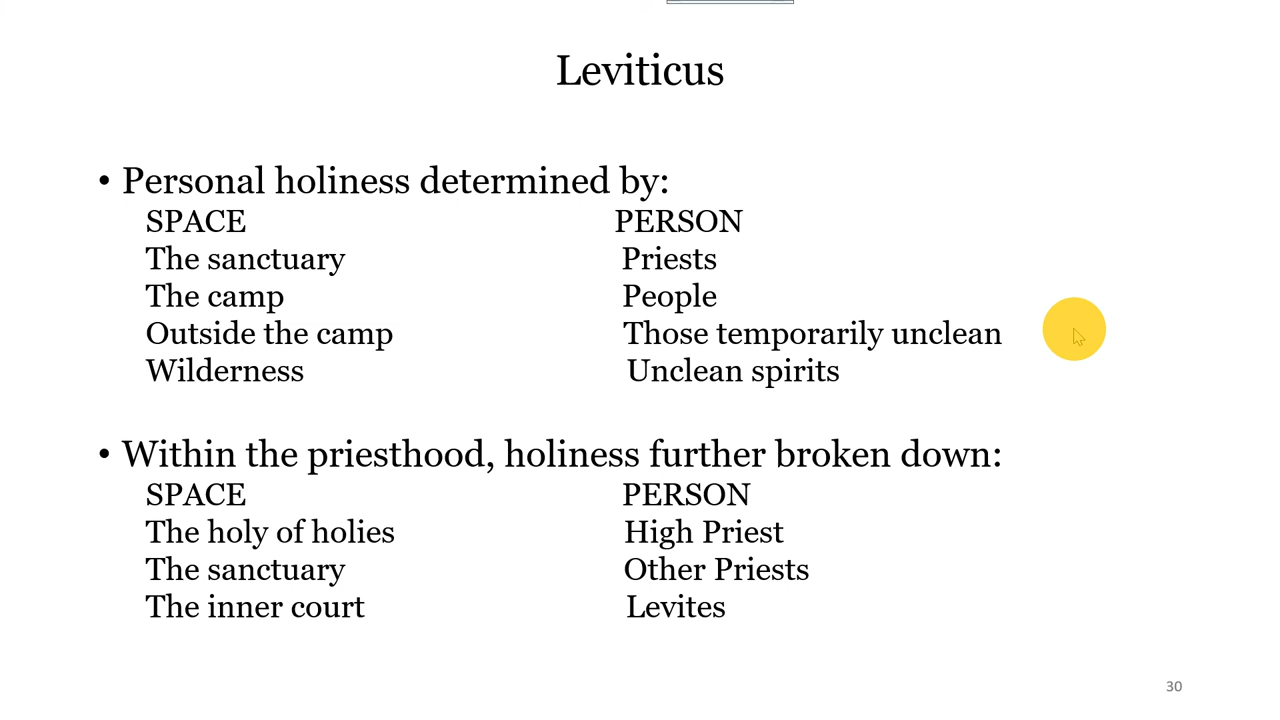 Leviticus
• Personal holiness determined by:
SPACE PERSON
The sanctuary Priests
The camp People
Outside the camp Those temporarily unclean
Wilderness Unclean spirits
• Within the priesthood, holiness further broken down:
SPACE PERSON
The holy of holies High Priest
The sanctuary Other Priests
The inner court Levites
30